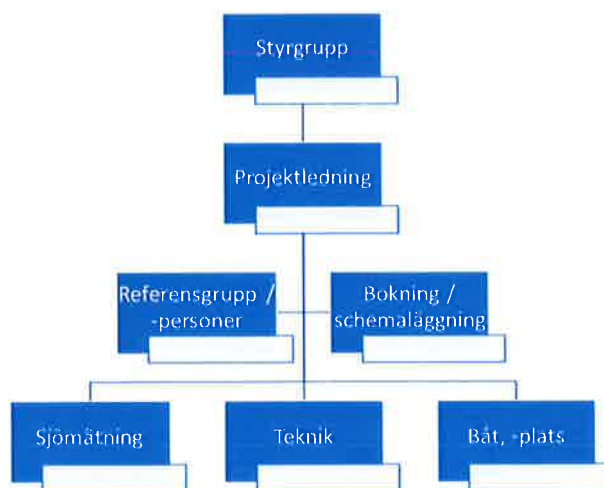 Styrgrupp
Projektledning
Referensgrupp /
-personer
Bokning /
schemaläggning
Sjömätning
Teknik
Båt, -plats